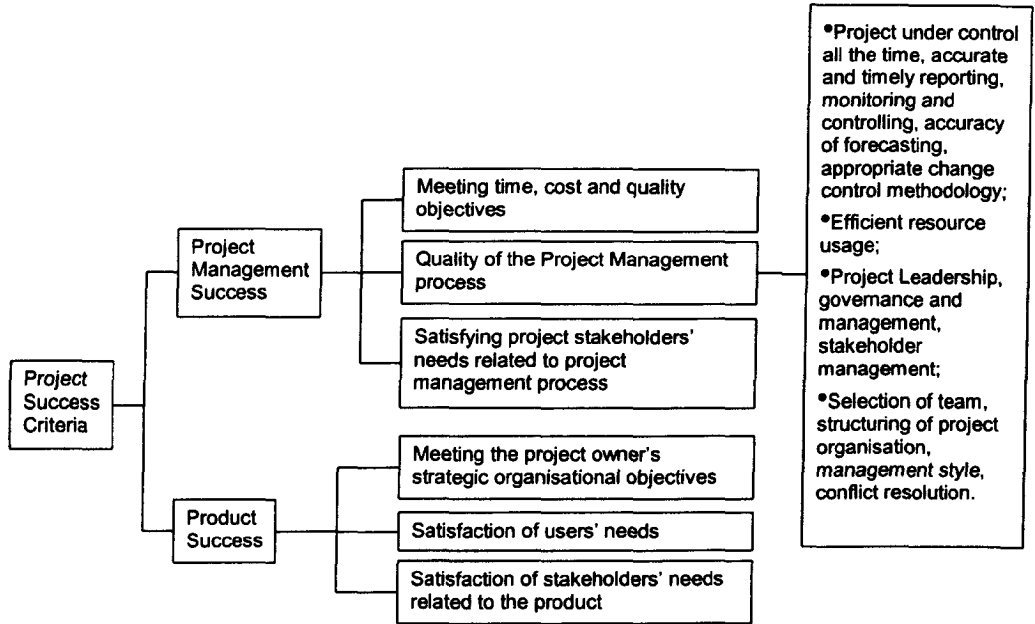 Project
Success
Criteria
Project
Management
Success
Meeting time, cost and quality
objectives
Quality of the Project Management
process
Satisfying project stakeholders'
needs related to project
management process
•Project under control
all the time, accurate
and timely reporting,
monitoring and
controlling, accuracy
of forecasting,
appropriate change
control methodology;
•Efficient resource
usage;
•Project Leadership,
governance and
management,
stakeholder
management;
•Selection of team,
structuring of project
organisation,
management style,
conflict resolution.
Product
Success
Meeting the project owner's
strategic organisational objectives
Satisfaction of users' needs
Satisfaction of stakeholders' needs
related to the product